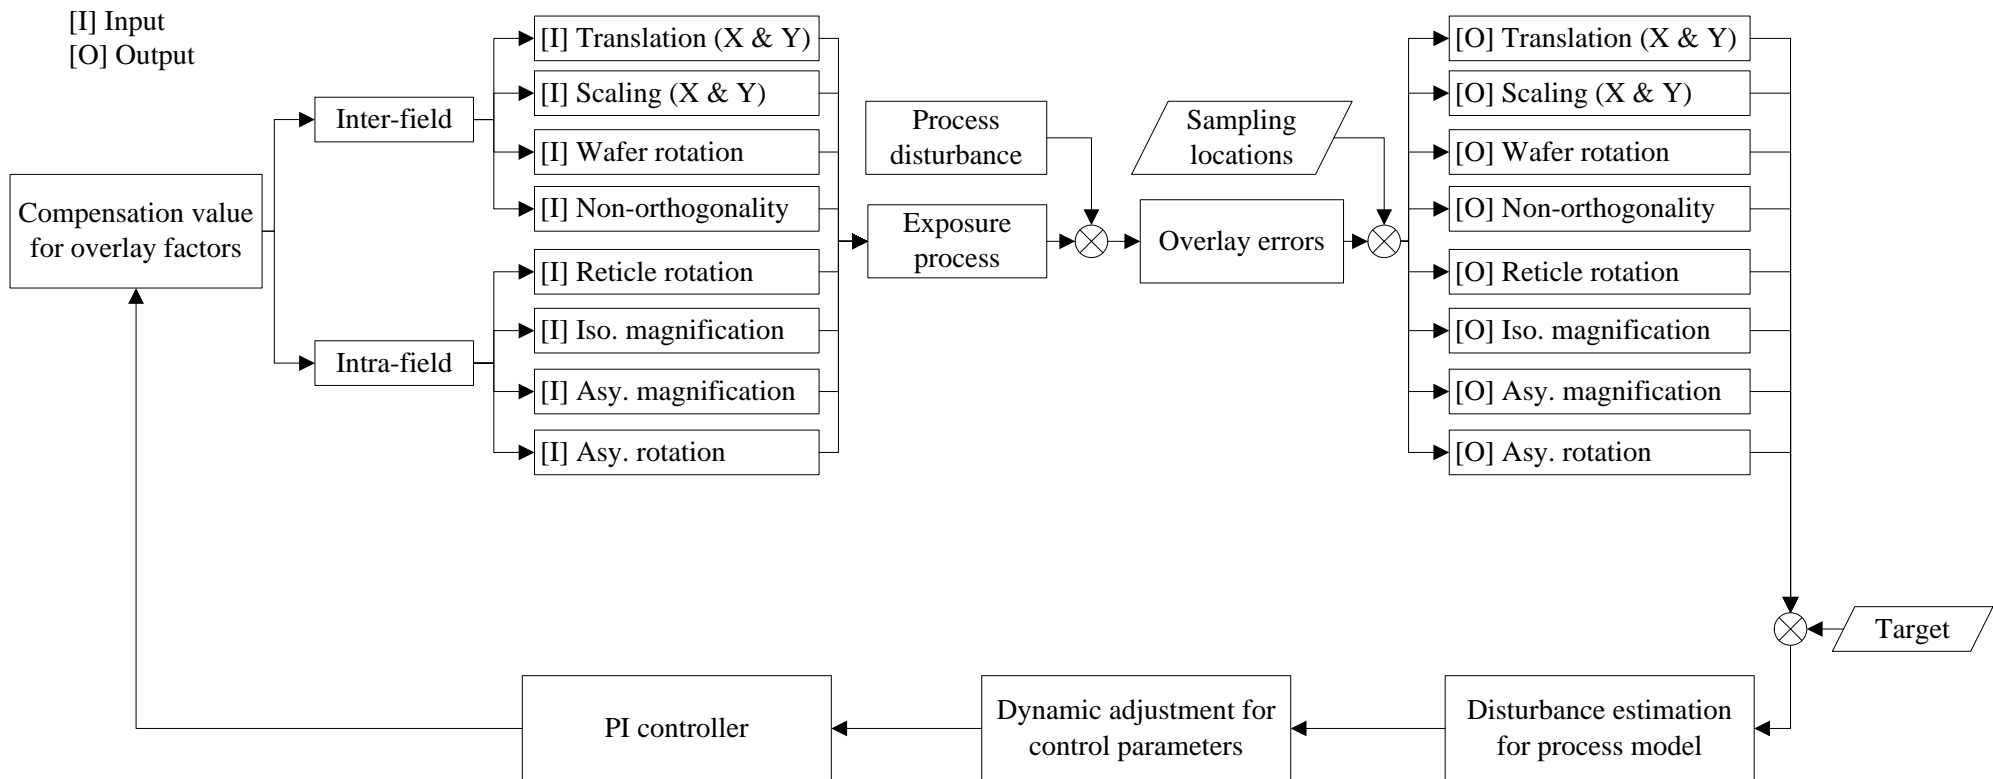 [I] Input
[O] Output
Compensation value
for overlay factors
Inter-field
Intra-field
[I] Translation (X & Y)
[I] Scaling (X & Y)
[I] Wafer rotation
[I] Non-orthogonality
[I] Reticle rotation
[I] Iso. magnification
[I] Asy. magnification
[I] Asy. rotation
Process
disturbance
Exposure
process
Sampling
locations
Overlay errors
[O] Translation (X & Y)
[O] Scaling (X & Y)
[O] Wafer rotation
[O] Non-orthogonality
[O] Reticle rotation
[O] Iso. magnification
[O] Asy. magnification
[O] Asy. rotation
Target
Disturbance estimation
for process model
Dynamic adjustment for
control parameters
PI controller